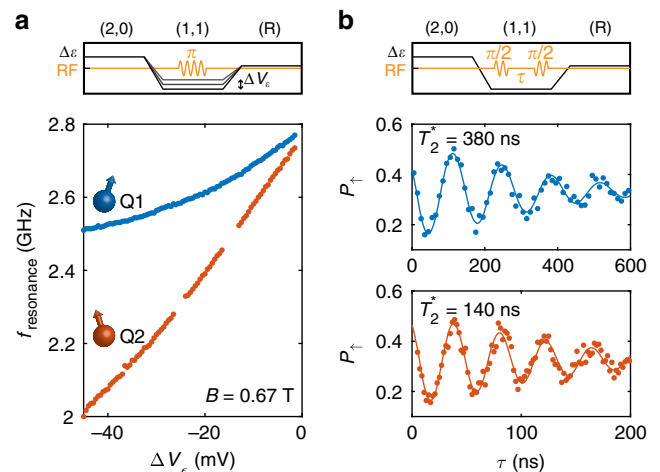 a
(2,0) (1,1) (R)
Δε
RF
π
ΔVε
2.8
2.6
2.4
2.2
2
fresonance (GHz)
Q1
Q2
B = 0.67 T
−40 −20 0
ΔVε (mV)
b
(2,0) (1,1) (R)
Δε
RF
π/2 π/2
τ
T2* = 380 ns
P↑
0.4
0.2
0 200 400 600
T2* = 140 ns
P↑
0.6
0.4
0.2
0 100 200
τ (ns)